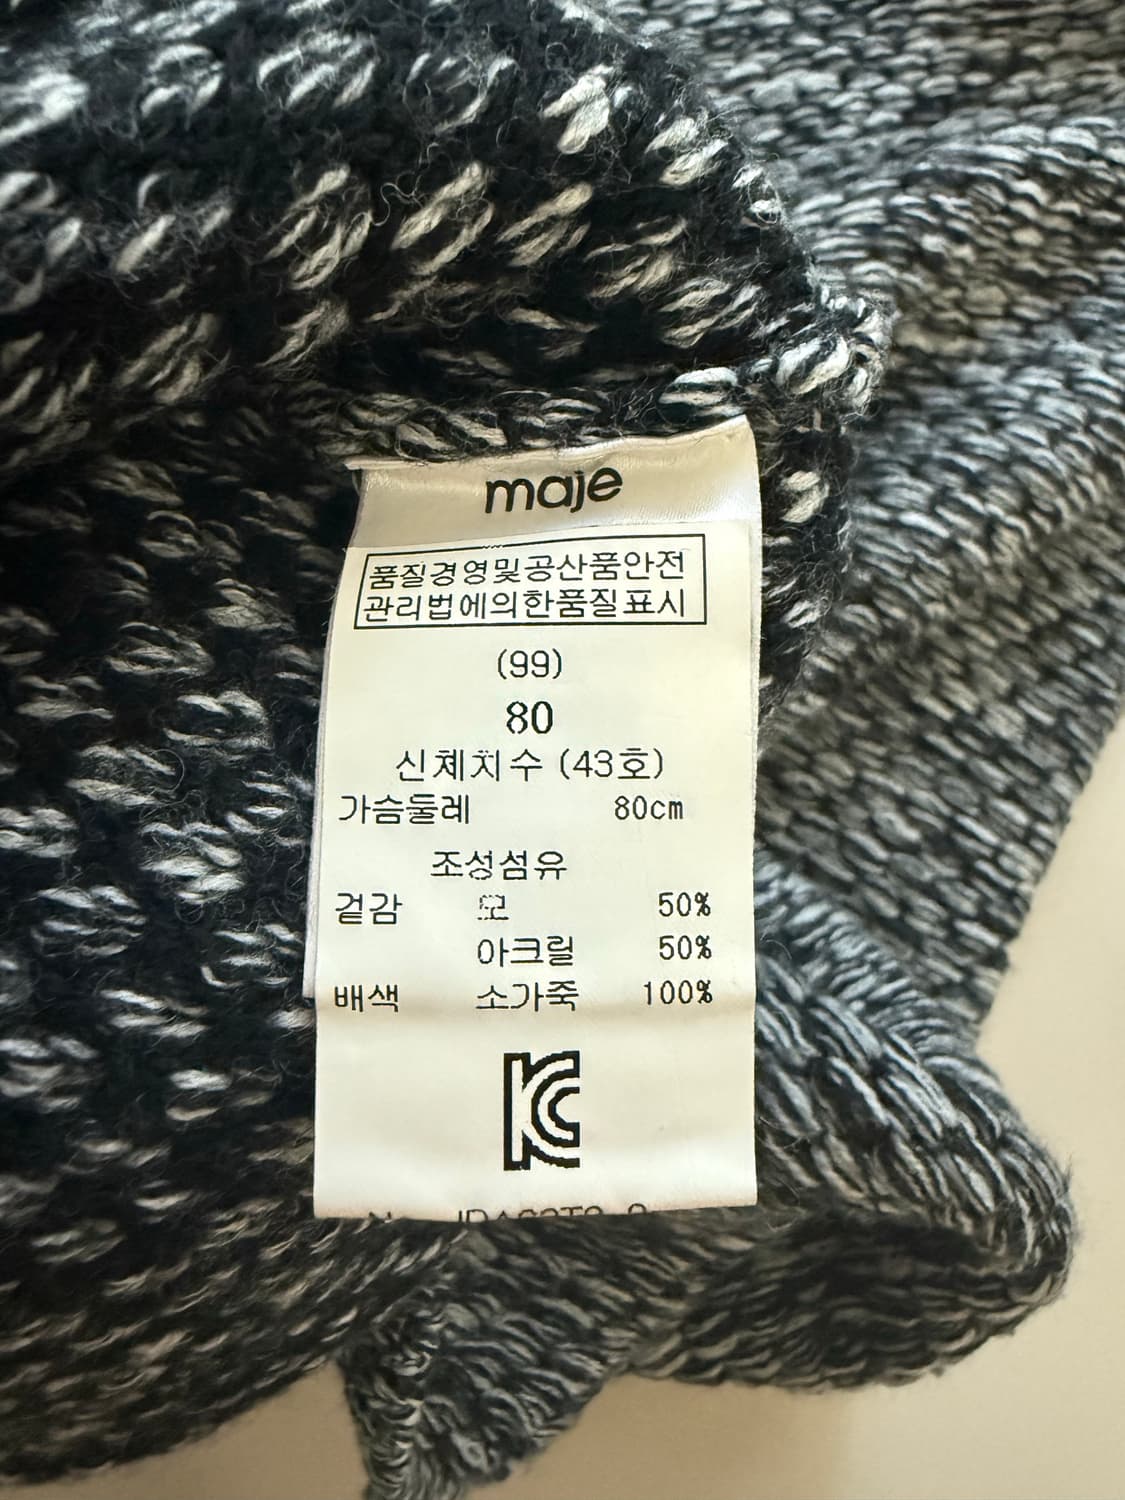 maje
품질경영및공산품안전
관리법에의한품질표시
(99)
80
신체치수 (43호)
가슴둘레 80cm
조성섬유
겉감 모 50%
아크릴 50%
배색 소가죽 100%
KC